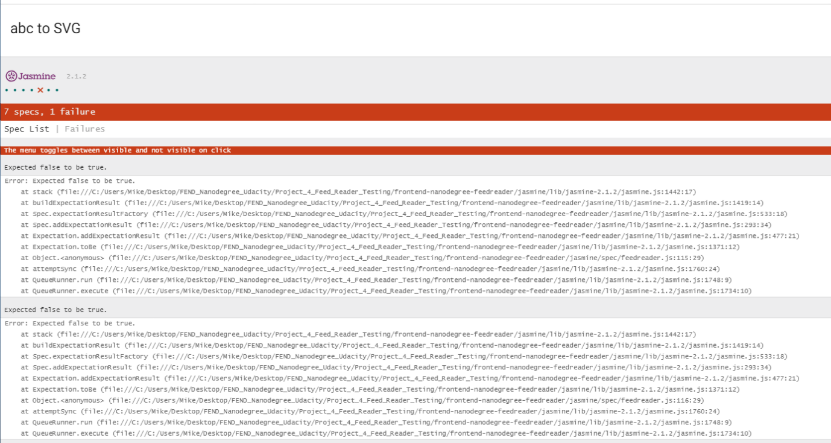 abc to SVG
Jasmine 2.1.2
7 specs, 1 failure
Spec List | Failures
The menu toggles between visible and not visible on click
Expected false to be true.
Error: Expected false to be true.
at stack (file:///C:/Users/Mike/Desktop/FEND_Nanodegree_Udacity/Project_4_Feed_Reader_Testing/frontend-nanodegree-feedreader/jasmine/lib/jasmine-2.1.2/jasmine.js:1442:17)
at buildExpectationResult (file:///C:/Users/Mike/Desktop/FEND_Nanodegree_Udacity/Project_4_Feed_Reader_Testing/frontend-nanodegree-feedreader/jasmine/lib/jasmine-2.1.2/jasmine.js:1419:14)
at Spec.expectationResultFactory (file:///C:/Users/Mike/Desktop/FEND_Nanodegree_Udacity/Project_4_Feed_Reader_Testing/frontend-nanodegree-feedreader/jasmine/lib/jasmine-2.1.2/jasmine.js:533:18)
at Spec.addExpectationResult (file:///C:/Users/Mike/Desktop/FEND_Nanodegree_Udacity/Project_4_Feed_Reader_Testing/frontend-nanodegree-feedreader/jasmine/lib/jasmine-2.1.2/jasmine.js:293:34)
at Expectation.addExpectationResult (file:///C:/Users/Mike/Desktop/FEND_Nanodegree_Udacity/Project_4_Feed_Reader_Testing/frontend-nanodegree-feedreader/jasmine/lib/jasmine-2.1.2/jasmine.js:477:21)
at Expectation.toBe (file:///C:/Users/Mike/Desktop/FEND_Nanodegree_Udacity/Project_4_Feed_Reader_Testing/frontend-nanodegree-feedreader/jasmine/lib/jasmine-2.1.2/jasmine.js:1371:12)
at Object.<anonymous> (file:///C:/Users/Mike/Desktop/FEND_Nanodegree_Udacity/Project_4_Feed_Reader_Testing/frontend-nanodegree-feedreader/jasmine/spec/feedreader.js:115:29)
at attemptSync (file:///C:/Users/Mike/Desktop/FEND_Nanodegree_Udacity/Project_4_Feed_Reader_Testing/frontend-nanodegree-feedreader/jasmine/lib/jasmine-2.1.2/jasmine.js:1760:24)
at QueueRunner.run (file:///C:/Users/Mike/Desktop/FEND_Nanodegree_Udacity/Project_4_Feed_Reader_Testing/frontend-nanodegree-feedreader/jasmine/lib/jasmine-2.1.2/jasmine.js:1748:9)
at QueueRunner.execute (file:///C:/Users/Mike/Desktop/FEND_Nanodegree_Udacity/Project_4_Feed_Reader_Testing/frontend-nanodegree-feedreader/jasmine/lib/jasmine-2.1.2/jasmine.js:1734:10)
Expected false to be true.
Error: Expected false to be true.
at stack (file:///C:/Users/Mike/Desktop/FEND_Nanodegree_Udacity/Project_4_Feed_Reader_Testing/frontend-nanodegree-feedreader/jasmine/lib/jasmine-2.1.2/jasmine.js:1442:17)
at buildExpectationResult (file:///C:/Users/Mike/Desktop/FEND_Nanodegree_Udacity/Project_4_Feed_Reader_Testing/frontend-nanodegree-feedreader/jasmine/lib/jasmine-2.1.2/jasmine.js:1419:14)
at Spec.expectationResultFactory (file:///C:/Users/Mike/Desktop/FEND_Nanodegree_Udacity/Project_4_Feed_Reader_Testing/frontend-nanodegree-feedreader/jasmine/lib/jasmine-2.1.2/jasmine.js:533:18)
at Spec.addExpectationResult (file:///C:/Users/Mike/Desktop/FEND_Nanodegree_Udacity/Project_4_Feed_Reader_Testing/frontend-nanodegree-feedreader/jasmine/lib/jasmine-2.1.2/jasmine.js:293:34)
at Expectation.addExpectationResult (file:///C:/Users/Mike/Desktop/FEND_Nanodegree_Udacity/Project_4_Feed_Reader_Testing/frontend-nanodegree-feedreader/jasmine/lib/jasmine-2.1.2/jasmine.js:477:21)
at Expectation.toBe (file:///C:/Users/Mike/Desktop/FEND_Nanodegree_Udacity/Project_4_Feed_Reader_Testing/frontend-nanodegree-feedreader/jasmine/lib/jasmine-2.1.2/jasmine.js:1371:12)
at Object.<anonymous> (file:///C:/Users/Mike/Desktop/FEND_Nanodegree_Udacity/Project_4_Feed_Reader_Testing/frontend-nanodegree-feedreader/jasmine/spec/feedreader.js:116:29)
at attemptSync (file:///C:/Users/Mike/Desktop/FEND_Nanodegree_Udacity/Project_4_Feed_Reader_Testing/frontend-nanodegree-feedreader/jasmine/lib/jasmine-2.1.2/jasmine.js:1760:24)
at QueueRunner.run (file:///C:/Users/Mike/Desktop/FEND_Nanodegree_Udacity/Project_4_Feed_Reader_Testing/frontend-nanodegree-feedreader/jasmine/lib/jasmine-2.1.2/jasmine.js:1748:9)
at QueueRunner.execute (file:///C:/Users/Mike/Desktop/FEND_Nanodegree_Udacity/Project_4_Feed_Reader_Testing/frontend-nanodegree-feedreader/jasmine/lib/jasmine-2.1.2/jasmine.js:1734:10)